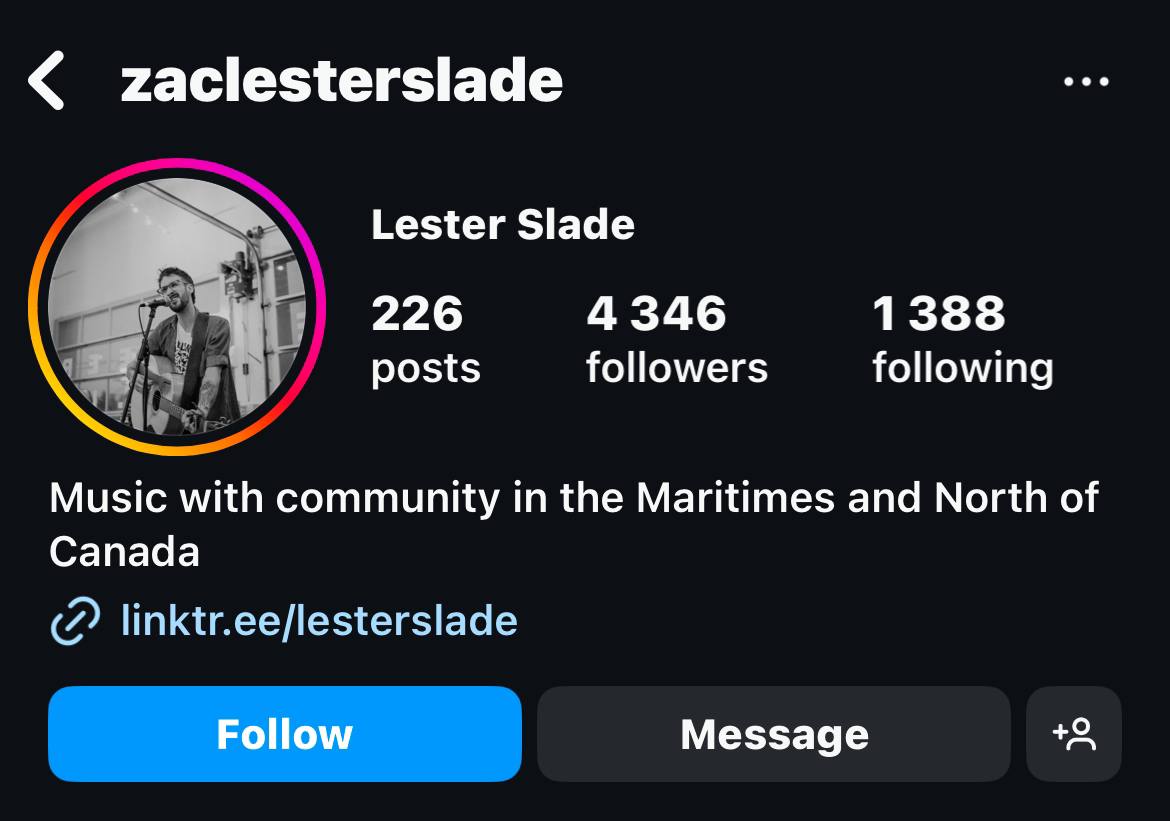 zaclesterslade
Lester Slade
226 4 346 1 388
posts followers following
Music with community in the Maritimes and North of
Canada
linktr.ee/lesterslade
Follow Message